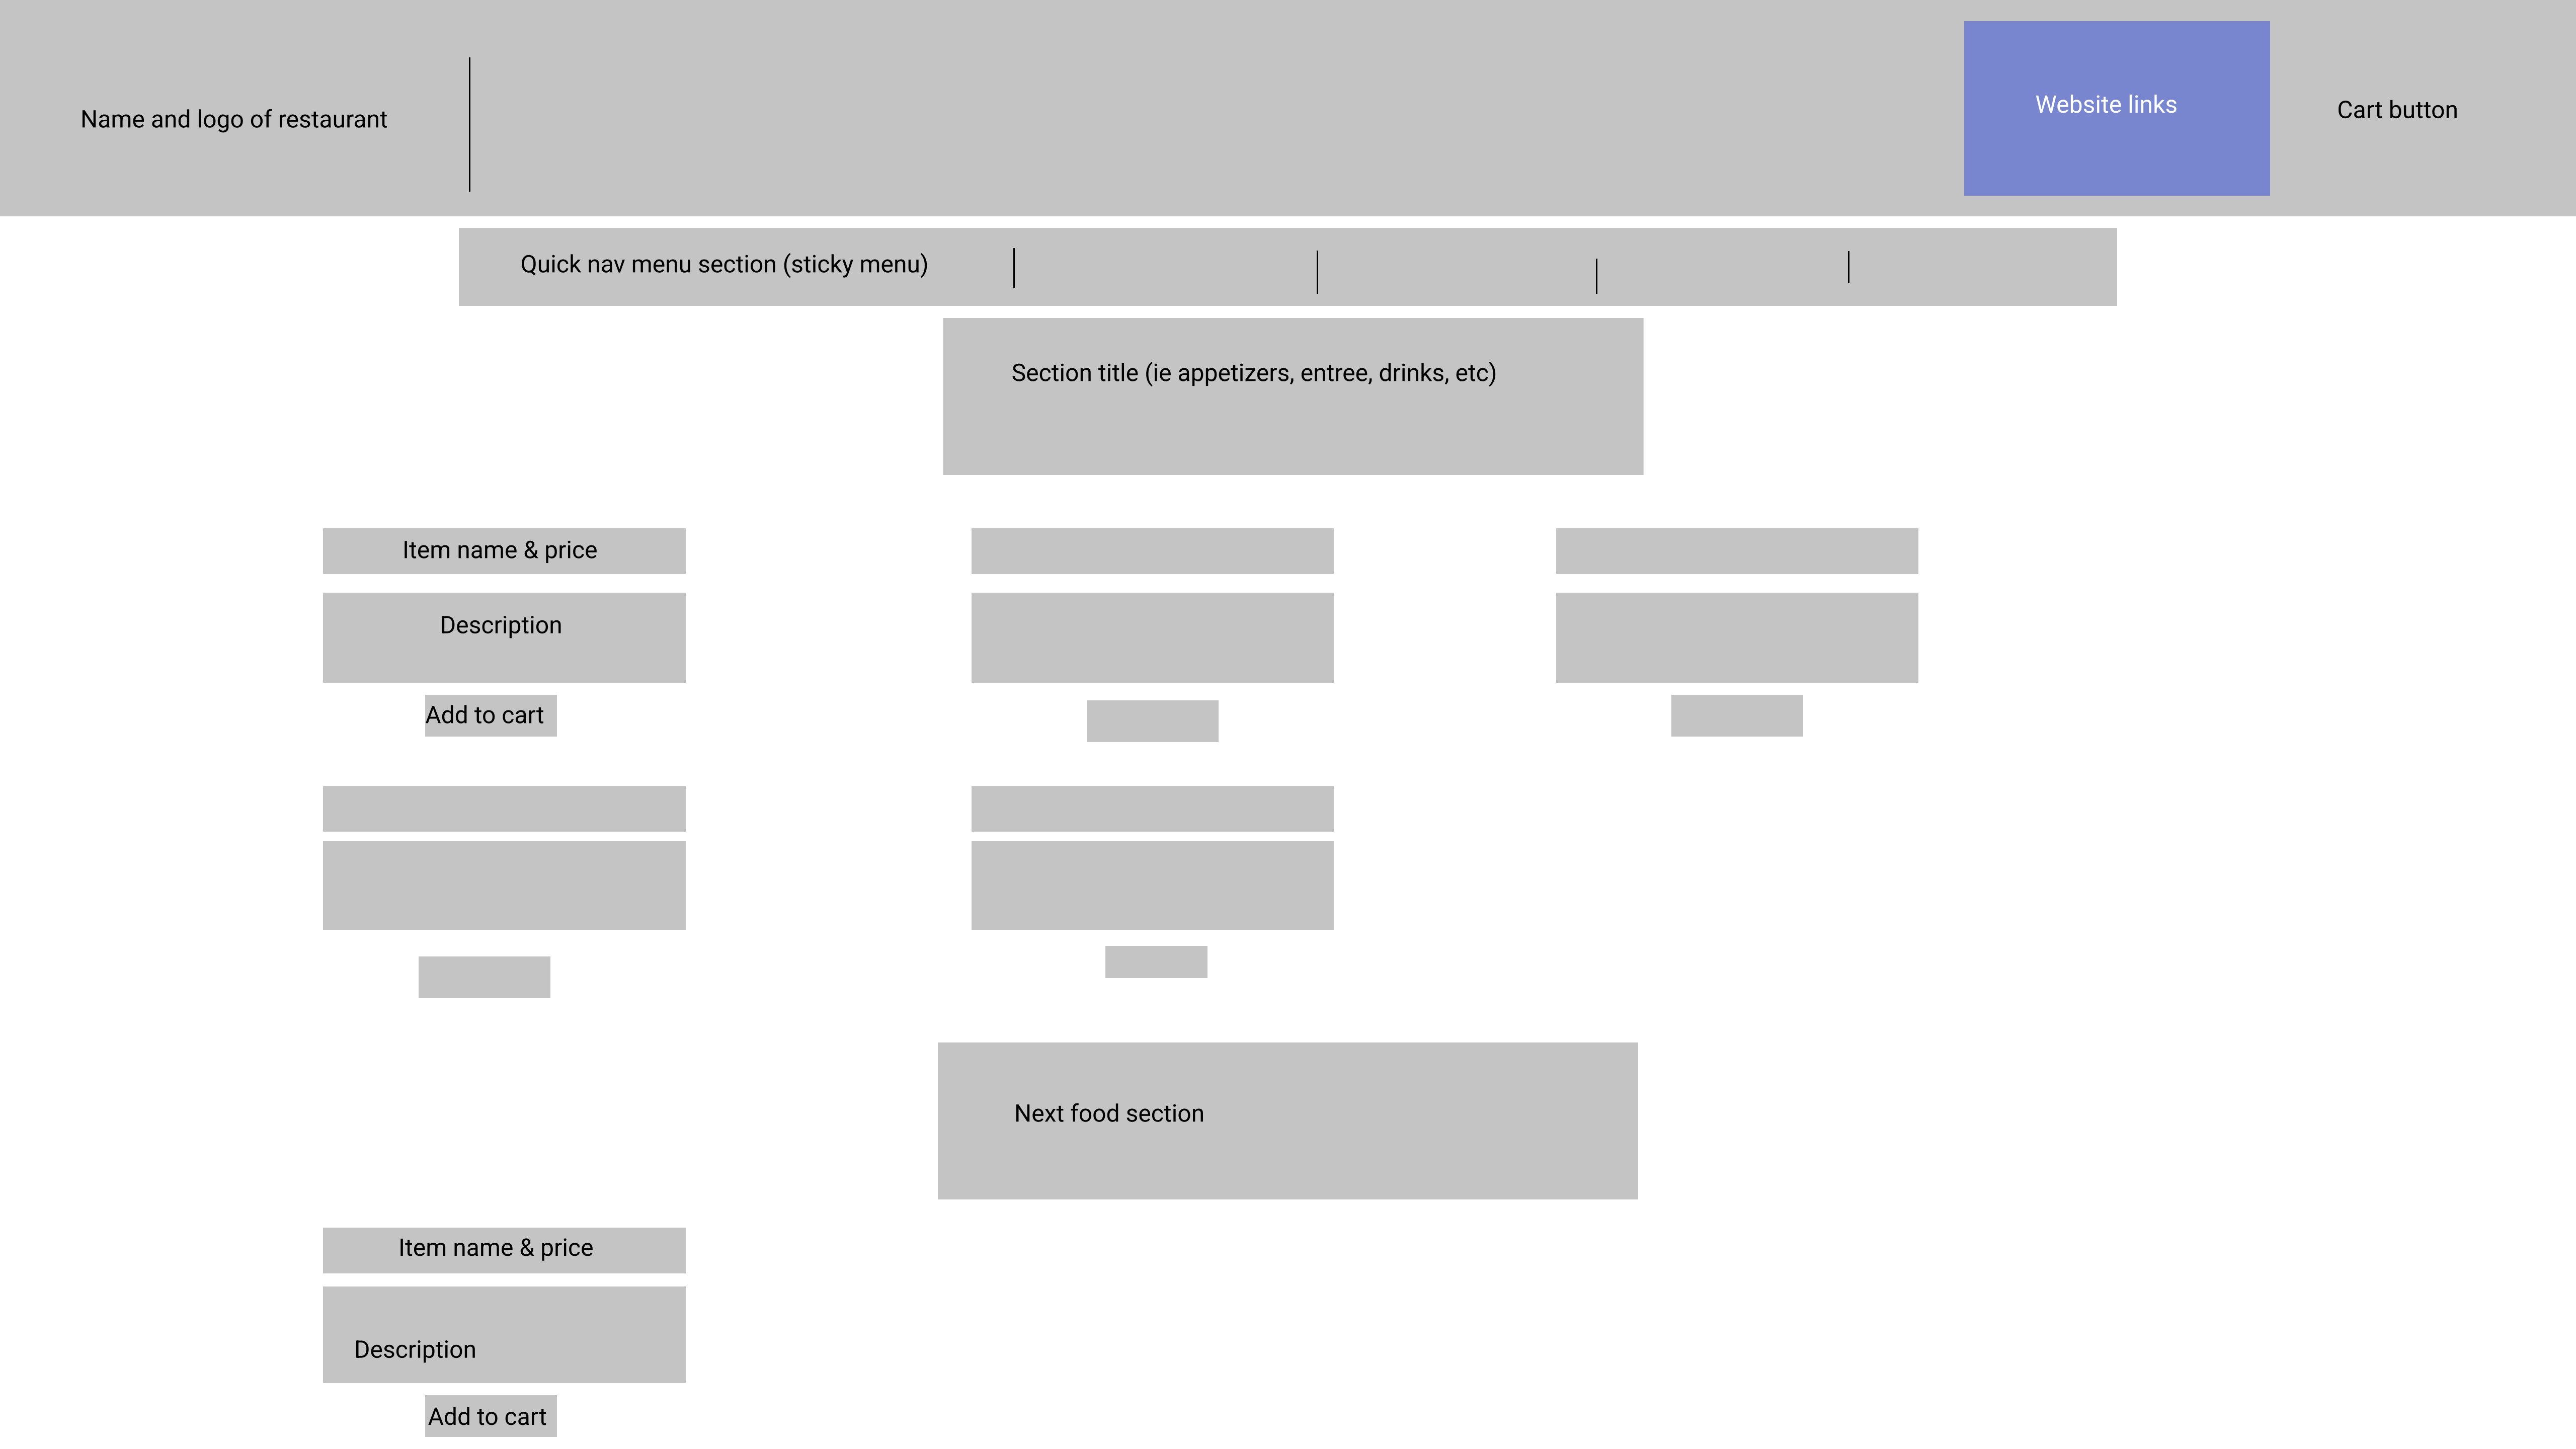 Name and logo of restaurant
Website links
Cart button
Quick nav menu section (sticky menu)
Section title (ie appetizers, entree, drinks, etc)
Item name & price
Description
Add to cart
Next food section
Item name & price
Description
Add to cart